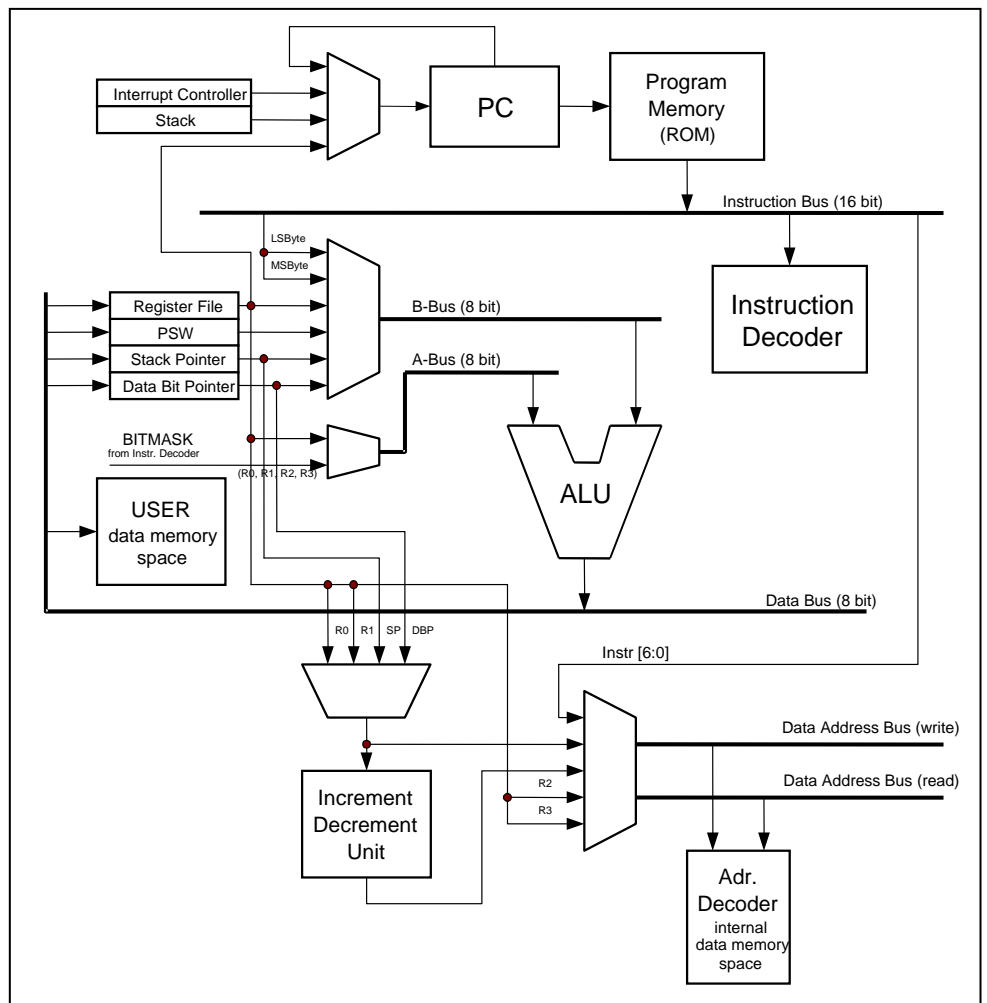 Interrupt Controller
Stack
PC
Program
Memory
(ROM)
Instruction Bus (16 bit)
LSByte
MSByte
Register File
PSW
Stack Pointer
Data Bit Pointer
B-Bus (8 bit)
A-Bus (8 bit)
Instruction
Decoder
BITMASK
from Instr. Decoder
(R0, R1, R2, R3)
ALU
USER
data memory
space
Data Bus (8 bit)
R0 R1 SP DBP
Instr [6:0]
Data Address Bus (write)
Data Address Bus (read)
R2
R3
Increment
Decrement
Unit
Adr.
Decoder
internal
data memory
space